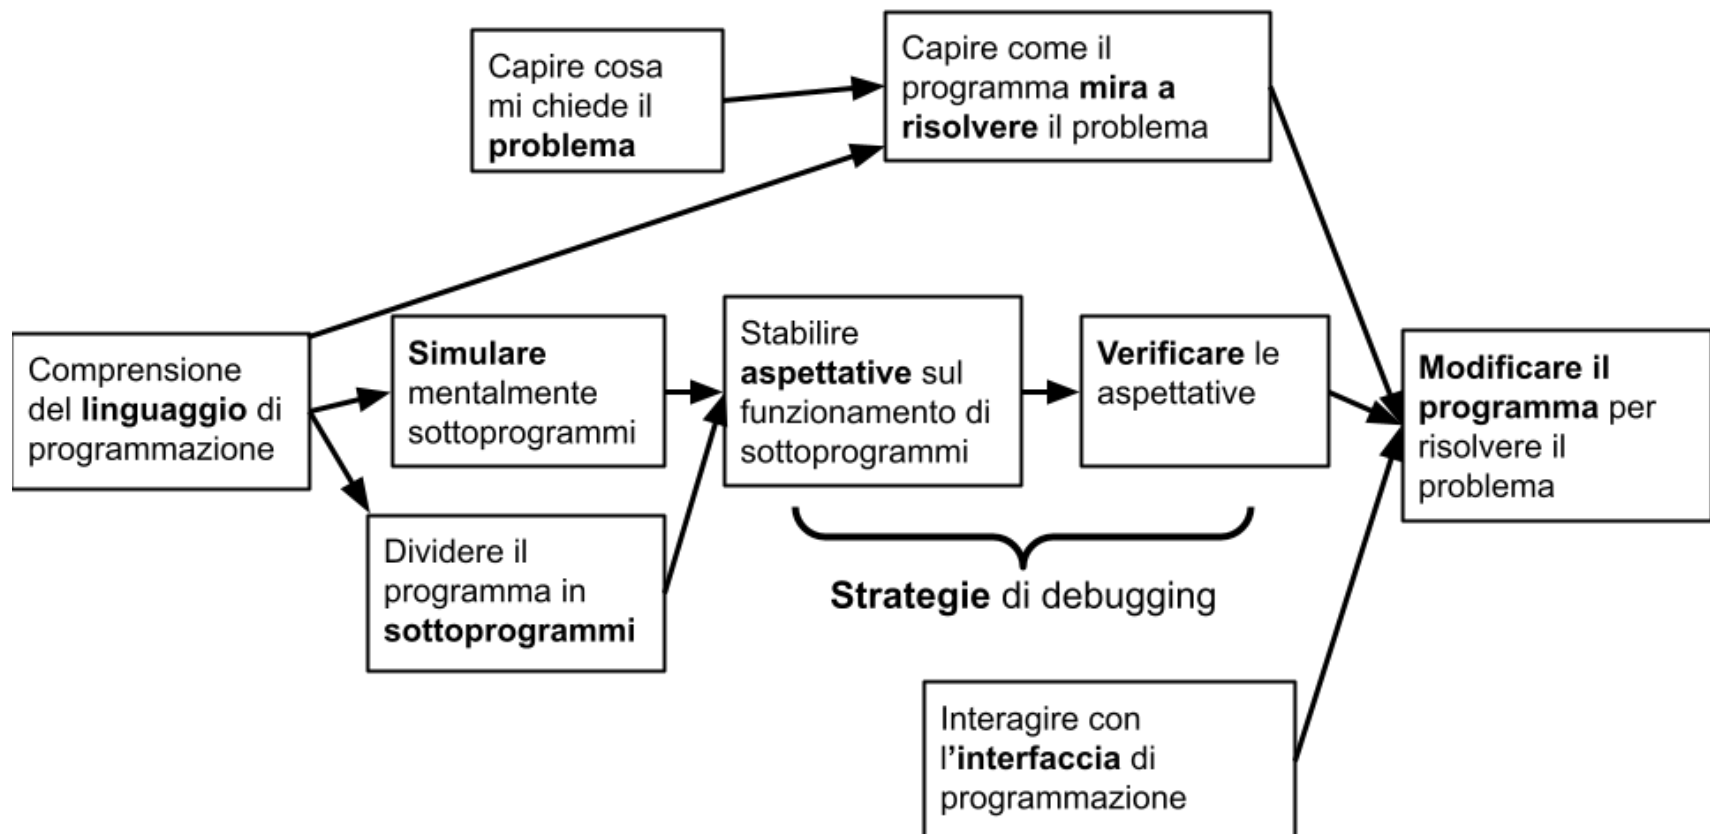 Capire cosa
mi chiede il
problema
Capire come il
programma mira a
risolvere il problema
Comprensione
del linguaggio di
programmazione
Simulare
mentalmente
sottoprogrammi
Stabilire
aspettative sul
funzionamento di
sottoprogrammi
Verificare le
aspettative
Modificare il
programma per
risolvere il
problema
Dividere il
programma in
sottoprogrammi
Strategie di debugging
Interagire con
l'interfaccia di
programmazione